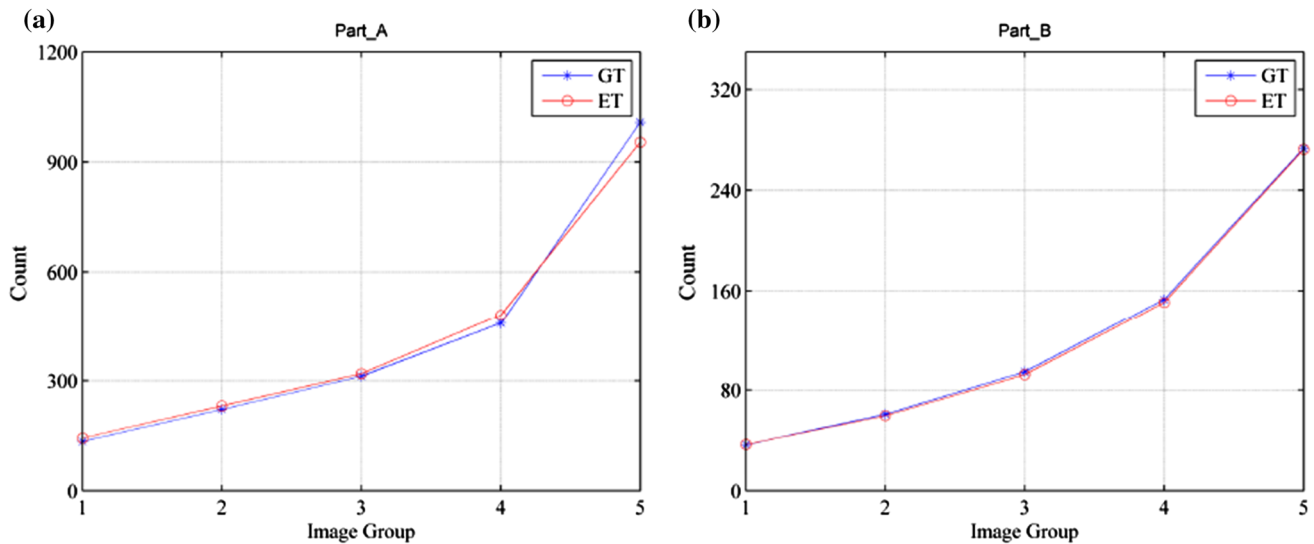 (a)
Part_A
1200
900
600
300
0
Count
1 2 3 4 5
Image Group
GT
ET
(b)
Part_B
320
240
160
80
0
Count
1 2 3 4 5
Image Group
GT
ET